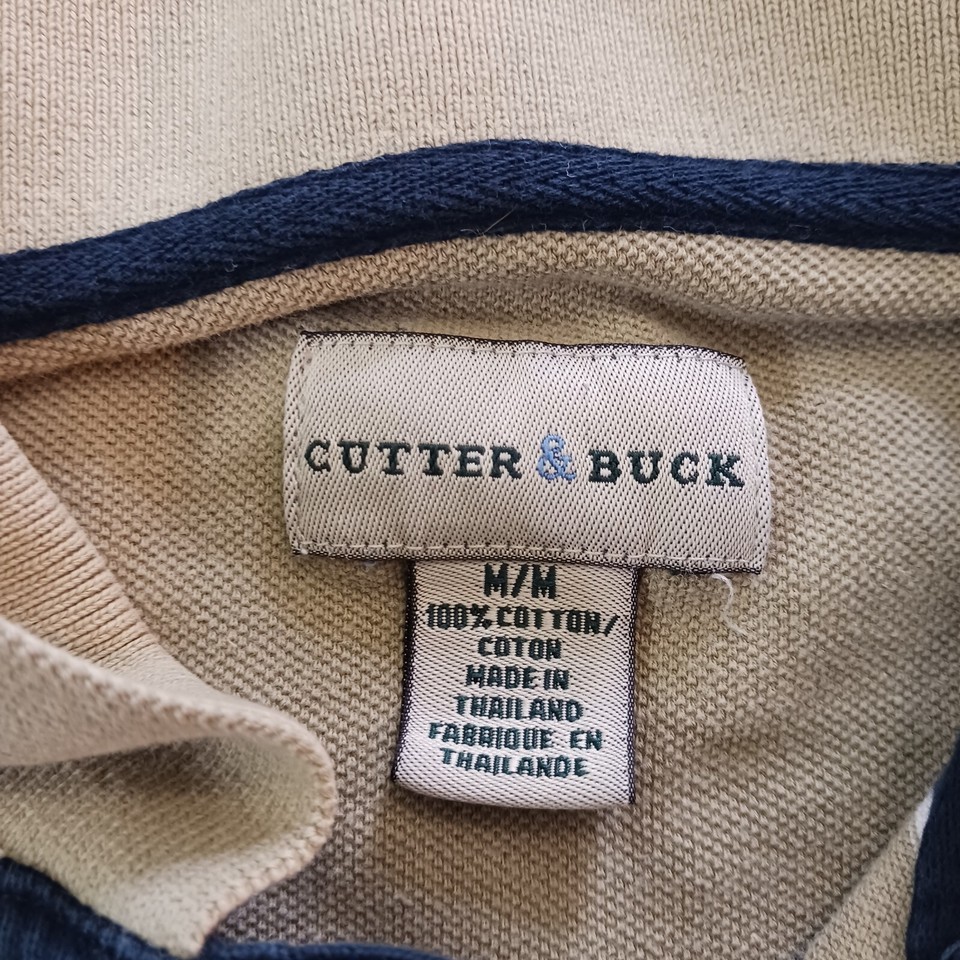 CUTTER & BUCK
M/M
100% COTTON/
COTON
MADE IN
THAILAND
FABRIQUE EN
THAILANDE